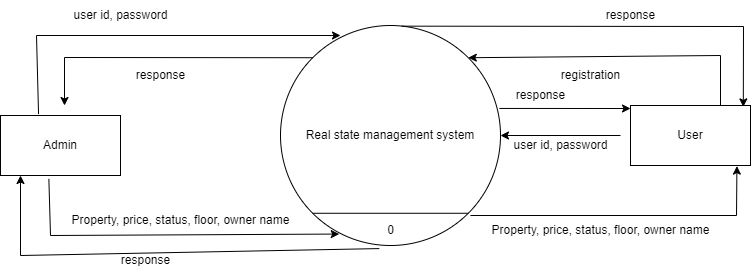 user id, password
response
response
registration
response
Admin
Real state management system
User
user id, password
Property, price, status, floor, owner name
0
Property, price, status, floor, owner name
response